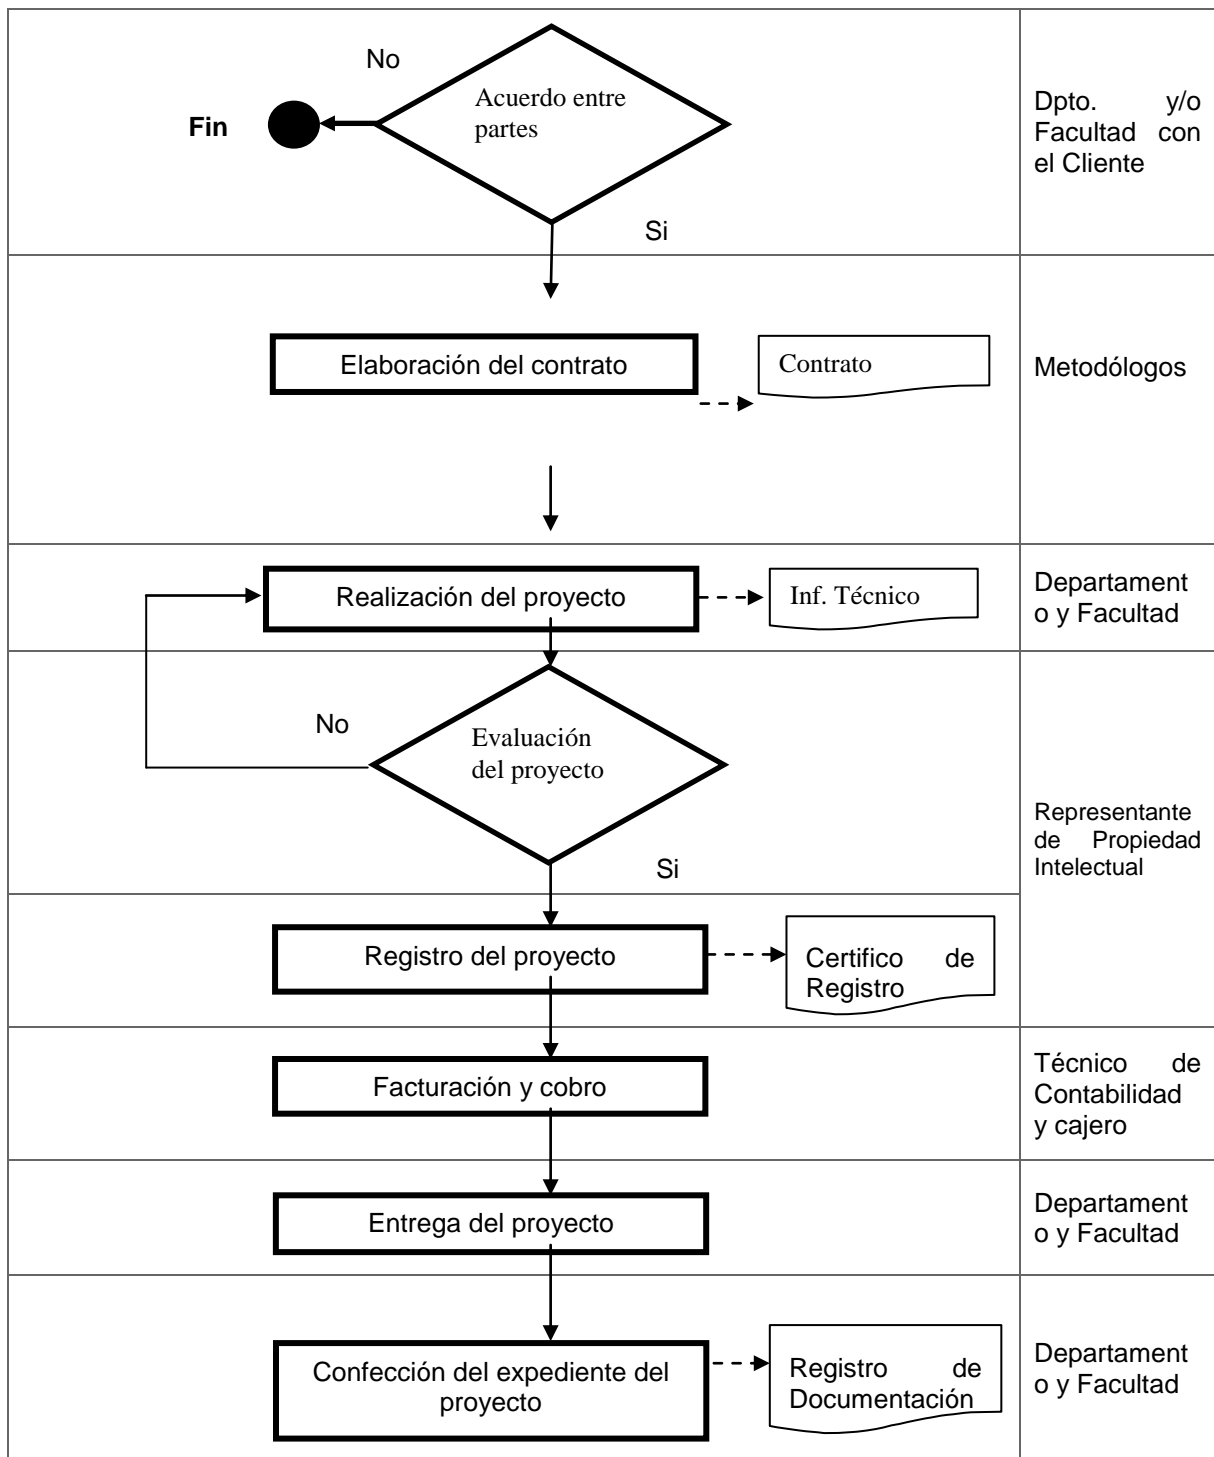 No
Acuerdo entre
partes
Fin
Si
Dpto. y/o
Facultad con
el Cliente
Elaboración del contrato
Contrato
Metodólogos
Realización del proyecto
Inf. Técnico
Departament
o y Facultad
No
Evaluación
del proyecto
Si
Representante
de Propiedad
Intelectual
Registro del proyecto
Certifico de
Registro
Facturación y cobro
Técnico de
Contabilidad
y cajero
Entrega del proyecto
Departament
o y Facultad
Confección del expediente del
proyecto
Registro de
Documentación
Departament
o y Facultad